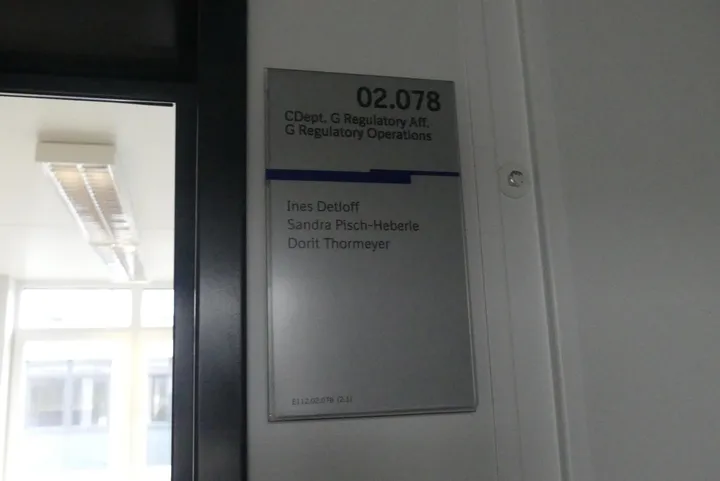 02.078
CDept. G Regulatory Aff.
G Regulatory Operations
Ines Detloff
Sandra Pisch-Heberle
Dorit Thormeyer